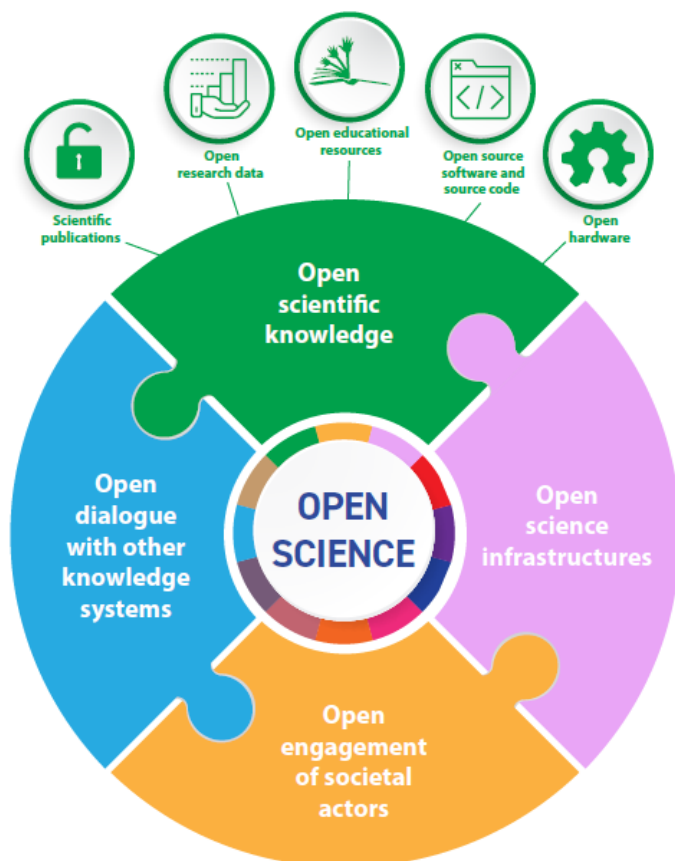 Open educational
resources
Open
research data
Open source
software and
source code
Scientific
publications
Open
hardware
Open
scientific
knowledge
Open
dialogue
with other
knowledge
systems
OPEN
SCIENCE
Open
science
infrastructures
Open
engagement
of societal
actors